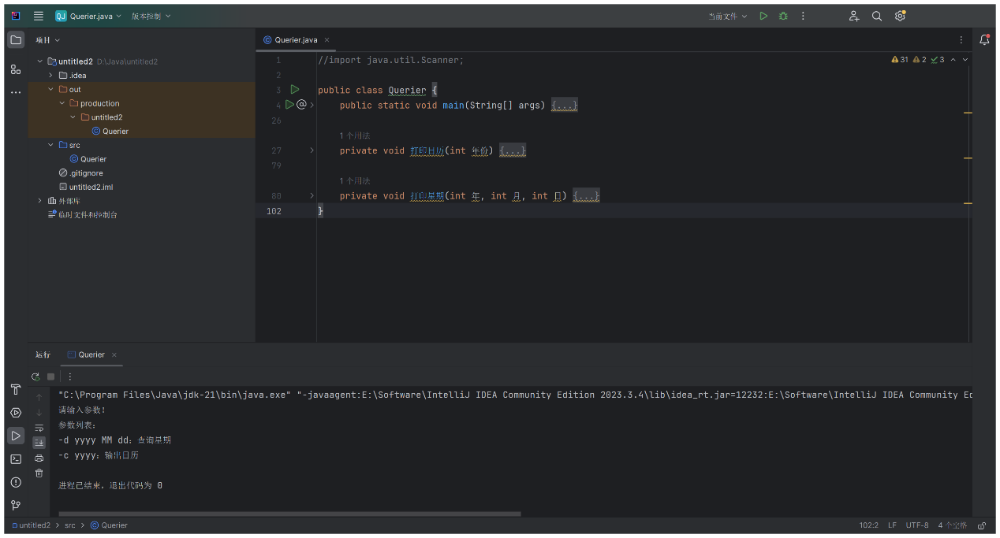 QJ Querier.java 版本控制 当前文件
项目
untitled2 D:\Java\untitled2
.idea
out
production
untitled2
Querier
src
Querier
.gitignore
untitled2.iml
外部库
临时文件和控制台
Querier.java
31 2 3
1 //import java.util.Scanner;
2
3 public class Querier {
4 public static void main(String[] args) {...}
26
1 个用法
27 private void 打印日历(int 年份) {...}
79
1 个用法
80 private void 打印星期(int 年, int 月, int 日) {...}
102 }
运行 Querier
"C:\Program Files\Java\jdk-21\bin\java.exe" "-javaagent:E:\Software\IntelliJ IDEA Community Edition 2023.3.4\lib\idea_rt.jar=12232:E:\Software\IntelliJ IDEA Community Ed
请输入参数!
参数列表:
-d yyyy MM dd: 查询星期
-c yyyy: 输出日历
进程已结束,退出代码为 0
untitled2 > src > Querier 102:2 LF UTF-8 4 个空格